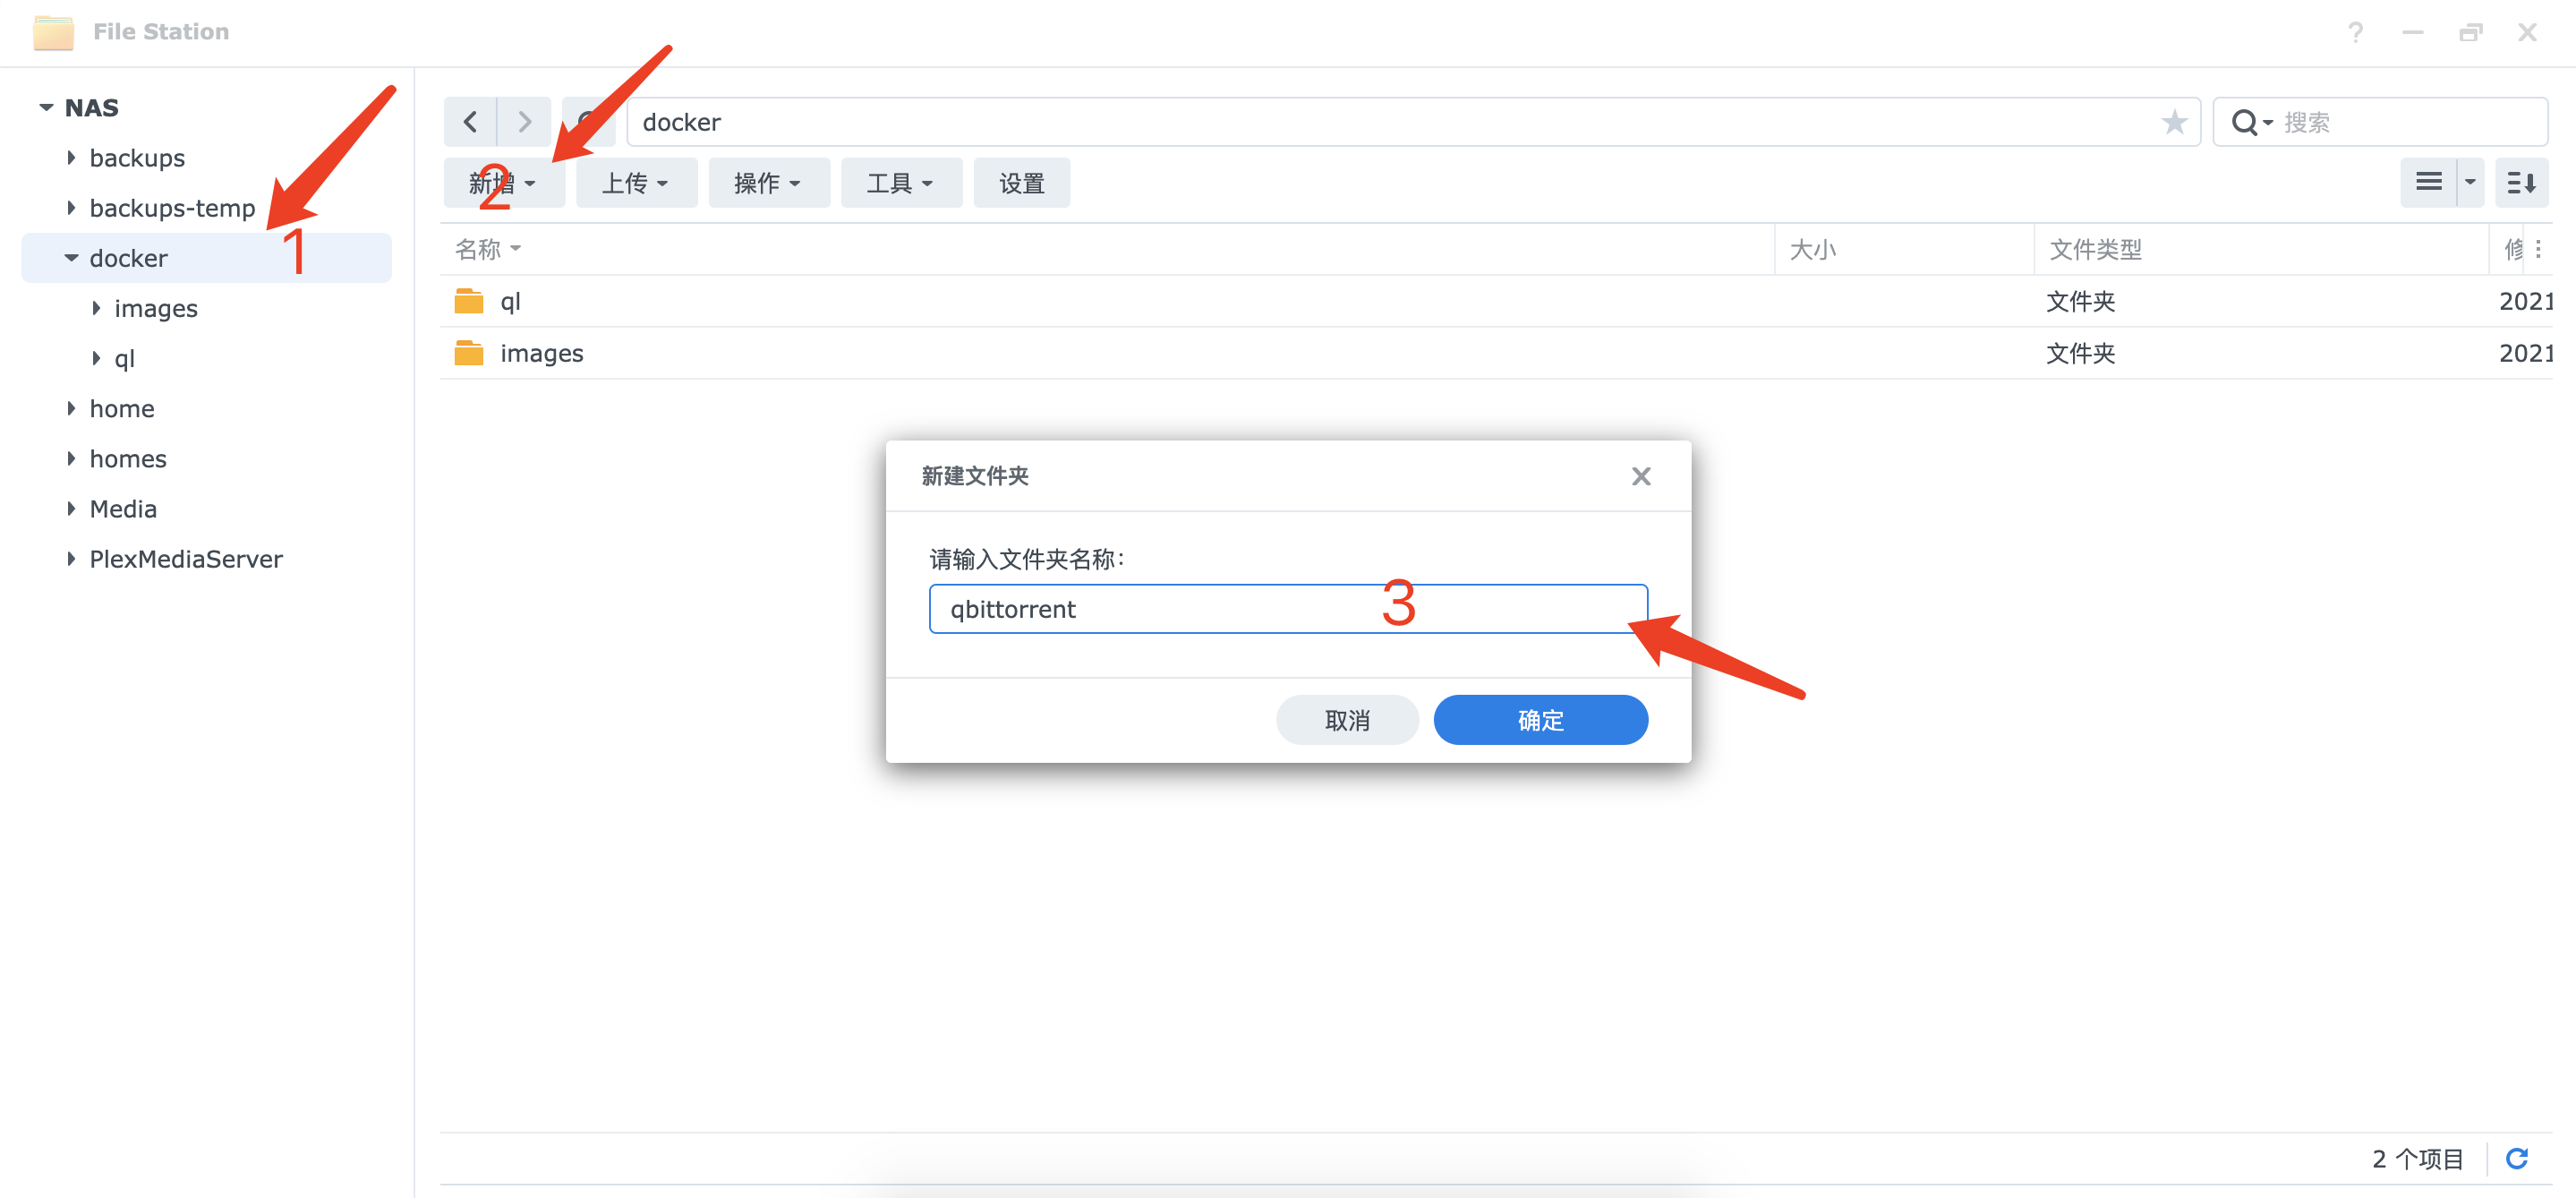 File Station
NAS
backups
backups-temp
docker
images
ql
home
homes
Media
PlexMediaServer
1
docker
搜索
新增
2
上传
操作
工具
设置
名称
大小
文件类型
修
ql
文件夹
2021
images
文件夹
2021
新建文件夹
请输入文件夹名称:
qbittorrent
3
取消
确定
2 个项目